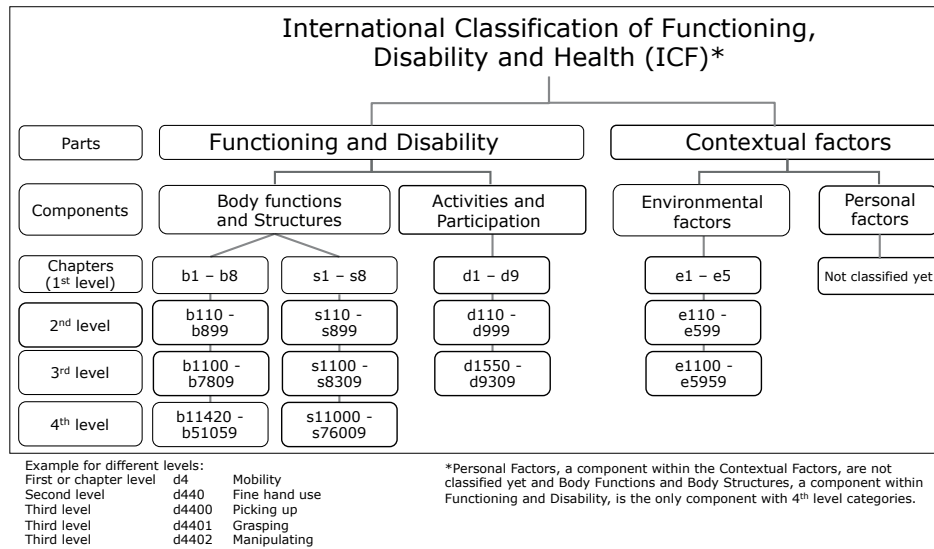 International Classification of Functioning,
Disability and Health (ICF)*
Parts
Functioning and Disability
Contextual factors
Components
Body functions
and Structures
Activities and
Participation
Environmental
factors
Personal
factors
Chapters
(1st level)
b1 – b8
s1 – s8
d1 – d9
e1 – e5
Not classified yet
2nd level
b110 -
b899
s110 -
s899
d110 -
d999
e110 -
e599
3rd level
b1100 -
b7809
s1100 -
s8309
d1550 -
d9309
e1100 -
e5959
4th level
b11420 -
b51059
s11000 -
s76009
Example for different levels:
First or chapter level d4 Mobility
Second level d440 Fine hand use
Third level d4400 Picking up
Third level d4401 Grasping
Third level d4402 Manipulating
*Personal Factors, a component within the Contextual Factors, are not
classified yet and Body Functions and Body Structures, a component within
Functioning and Disability, is the only component with 4th level categories.